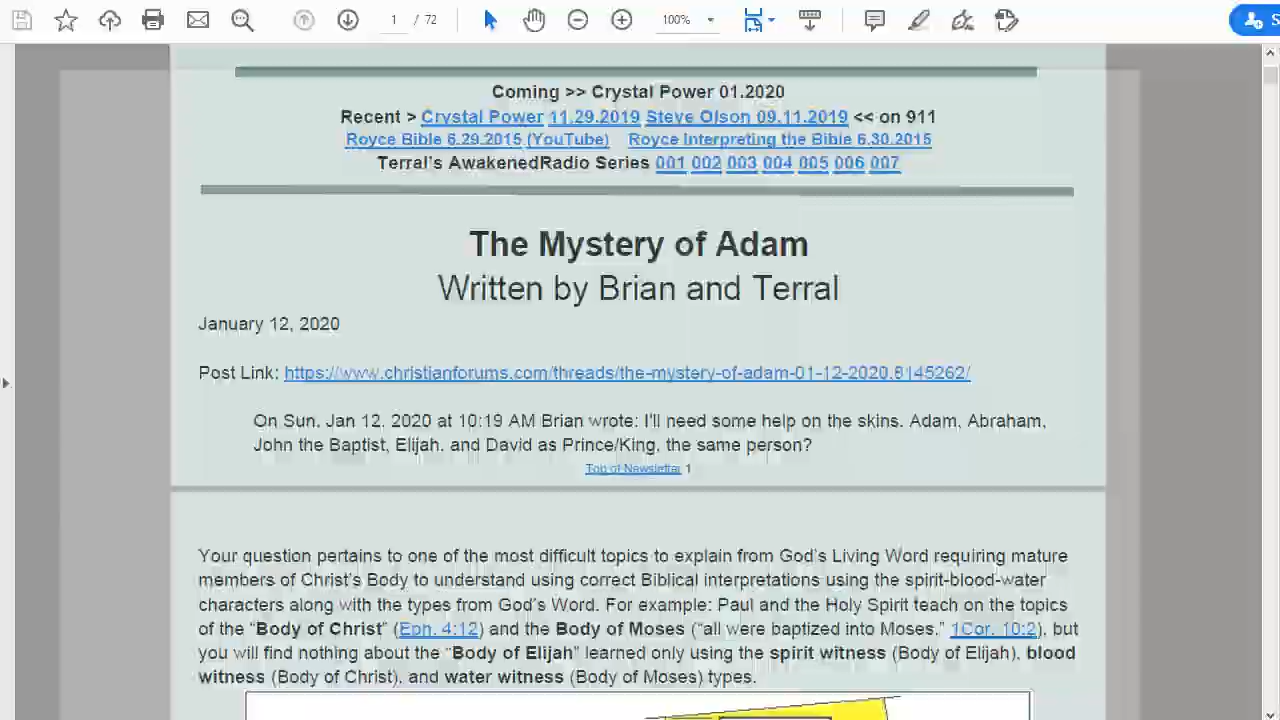 1 / 72
100%
S
Coming >> Crystal Power 01.2020
Recent > Crystal Power 11.29.2019 Steve Olson 09.11.2019 << on 911
Royce Bible 6.29.2015 (YouTube) Royce Interpreting the Bible 6.30.2015
Terral's AwakenedRadio Series 001 002 003 004 005 006 007
The Mystery of Adam
Written by Brian and Terral
January 12, 2020
Post Link: https://www.christianforums.com/threads/the-mystery-of-adam-01-12-2020.8145262/
On Sun, Jan 12, 2020 at 10:19 AM Brian wrote: I'll need some help on the skins. Adam, Abraham,
John the Baptist, Elijah, and David as Prince/King, the same person?
Top of Newsletter 1
Your question pertains to one of the most difficult topics to explain from God's Living Word requiring mature
members of Christ's Body to understand using correct Biblical interpretations using the spirit-blood-water
characters along with the types from God's Word. For example: Paul and the Holy Spirit teach on the topics
of the “Body of Christ” (Eph. 4:12) and the Body of Moses (“all were baptized into Moses,” 1Cor. 10:2), but
you will find nothing about the “Body of Elijah” learned only using the spirit witness (Body of Elijah), blood
witness (Body of Christ), and water witness (Body of Moses) types.